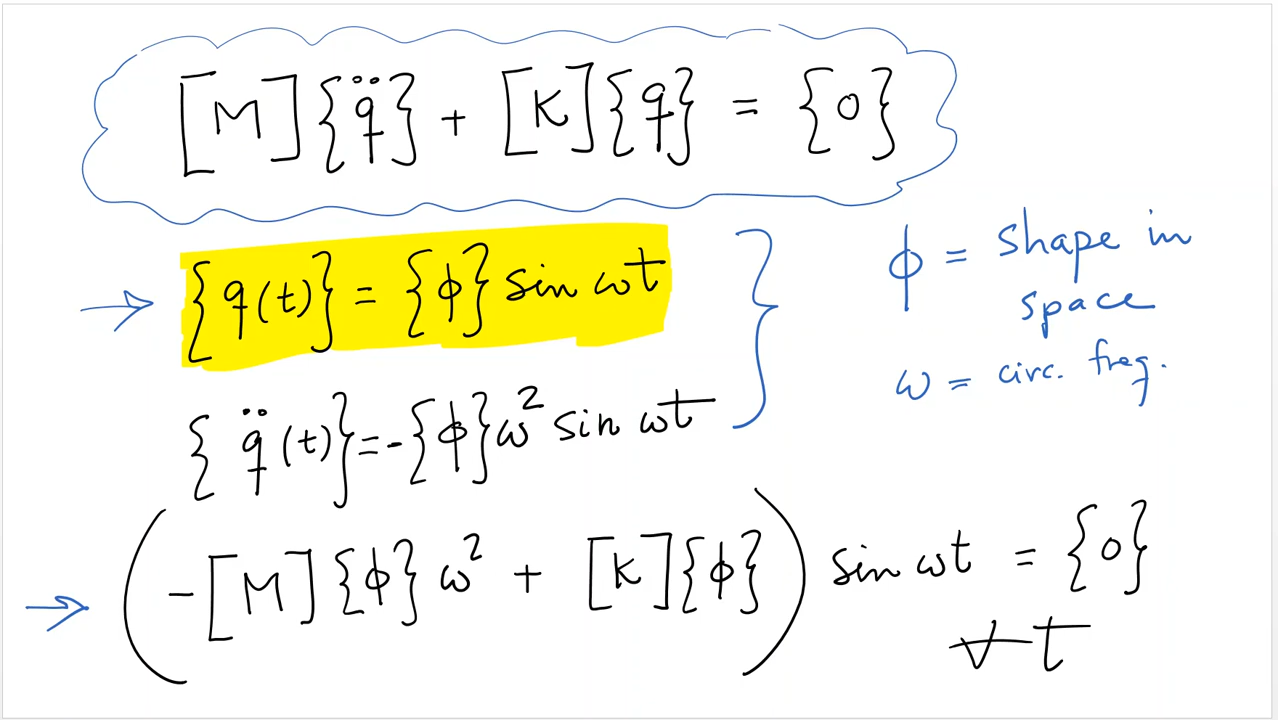 [M]{q̈} + [K]{q} = {0}
→ {q(t)} = {ϕ} sin ωt
ϕ = shape in
space
ω = circ. freq.
{q̈(t)}=-{ϕ}ω² sin ωt
→ (-[M]{ϕ}ω² + [K]{ϕ}) sin ωt = {0}
∀ t